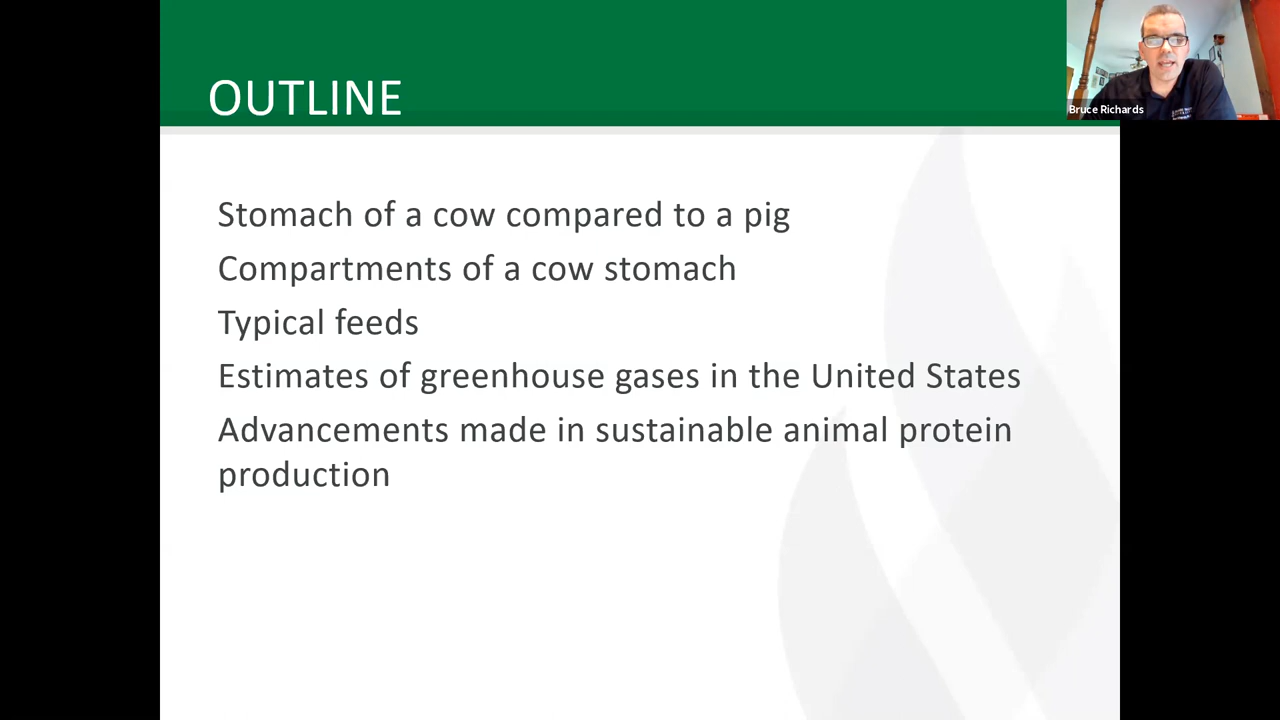 OUTLINE
Bruce Richards
Stomach of a cow compared to a pig
Compartments of a cow stomach
Typical feeds
Estimates of greenhouse gases in the United States
Advancements made in sustainable animal protein
production